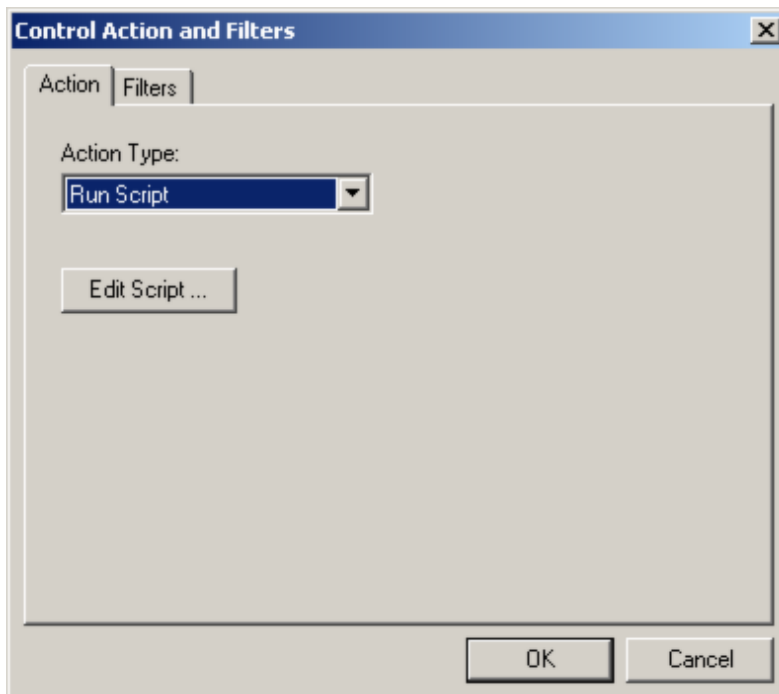 Control Action and Filters
Action Filters
Action Type:
Run Script
Edit Script ...
OK Cancel